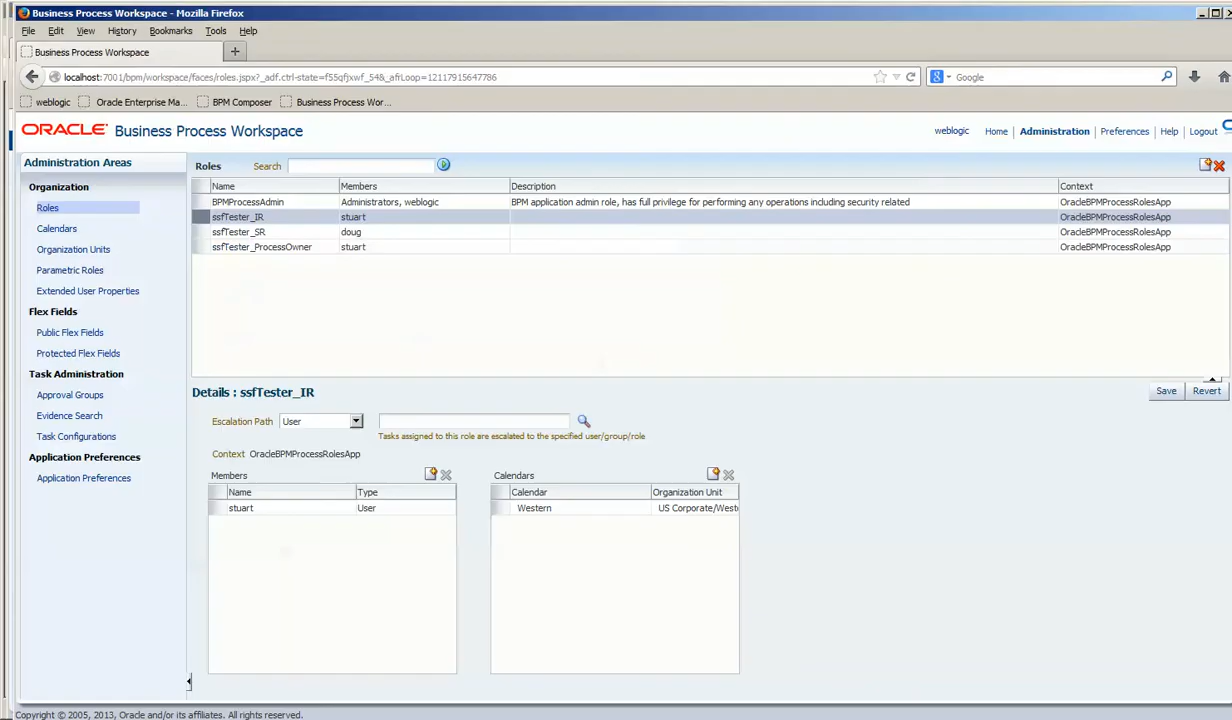 Business Process Workspace - Mozilla Firefox
File Edit View History Bookmarks Tools Help
Business Process Workspace
localhost:7001/bpm/workspace/faces/roles.jspx?_adf.ctrl-state=f55qfjxwf_54&_afrLoop=12117915647786 Google
weblogic Oracle Enterprise Ma... BPM Composer Business Process Wor...
ORACLE Business Process Workspace
weblogic Home Administration Preferences Help Logout
Administration Areas
Organization
Roles
Calendars
Organization Units
Parametric Roles
Extended User Properties
Flex Fields
Public Flex Fields
Protected Flex Fields
Task Administration
Approval Groups
Evidence Search
Task Configurations
Application Preferences
Application Preferences
Roles Search
Name Members Description Context
BPMProcessAdmin Administrators, weblogic BPM application admin role, has full privilege for performing any operations including security related OracleBPMProcessRolesApp
ssfTester_IR stuart OracleBPMProcessRolesApp
ssfTester_SR doug OracleBPMProcessRolesApp
ssfTester_ProcessOwner stuart OracleBPMProcessRolesApp
Details : ssfTester_IR Save Revert
Escalation Path User
Tasks assigned to this role are escalated to the specified user/group/role
Context OracleBPMProcessRolesApp
Members
Name Type
stuart User
Calendars
Calendar Organization Unit
Western US Corporate/West
Copyright © 2005, 2013, Oracle and/or its affiliates. All rights reserved.